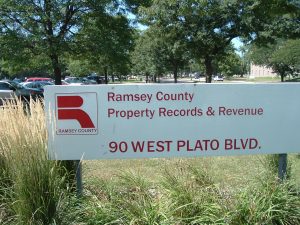 Ramsey County
Property Records & Revenue
RAMSEY COUNTY
90 WEST PLATO BLVD.